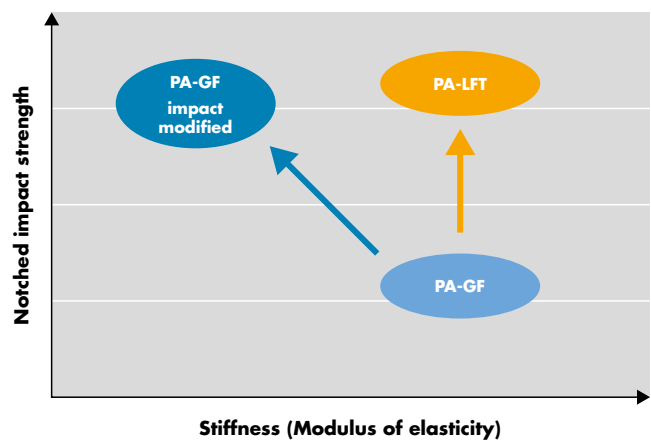 PA-GF
impact
modified
PA-LFT
PA-GF
Notched impact strength
Stiffness (Modulus of elasticity)